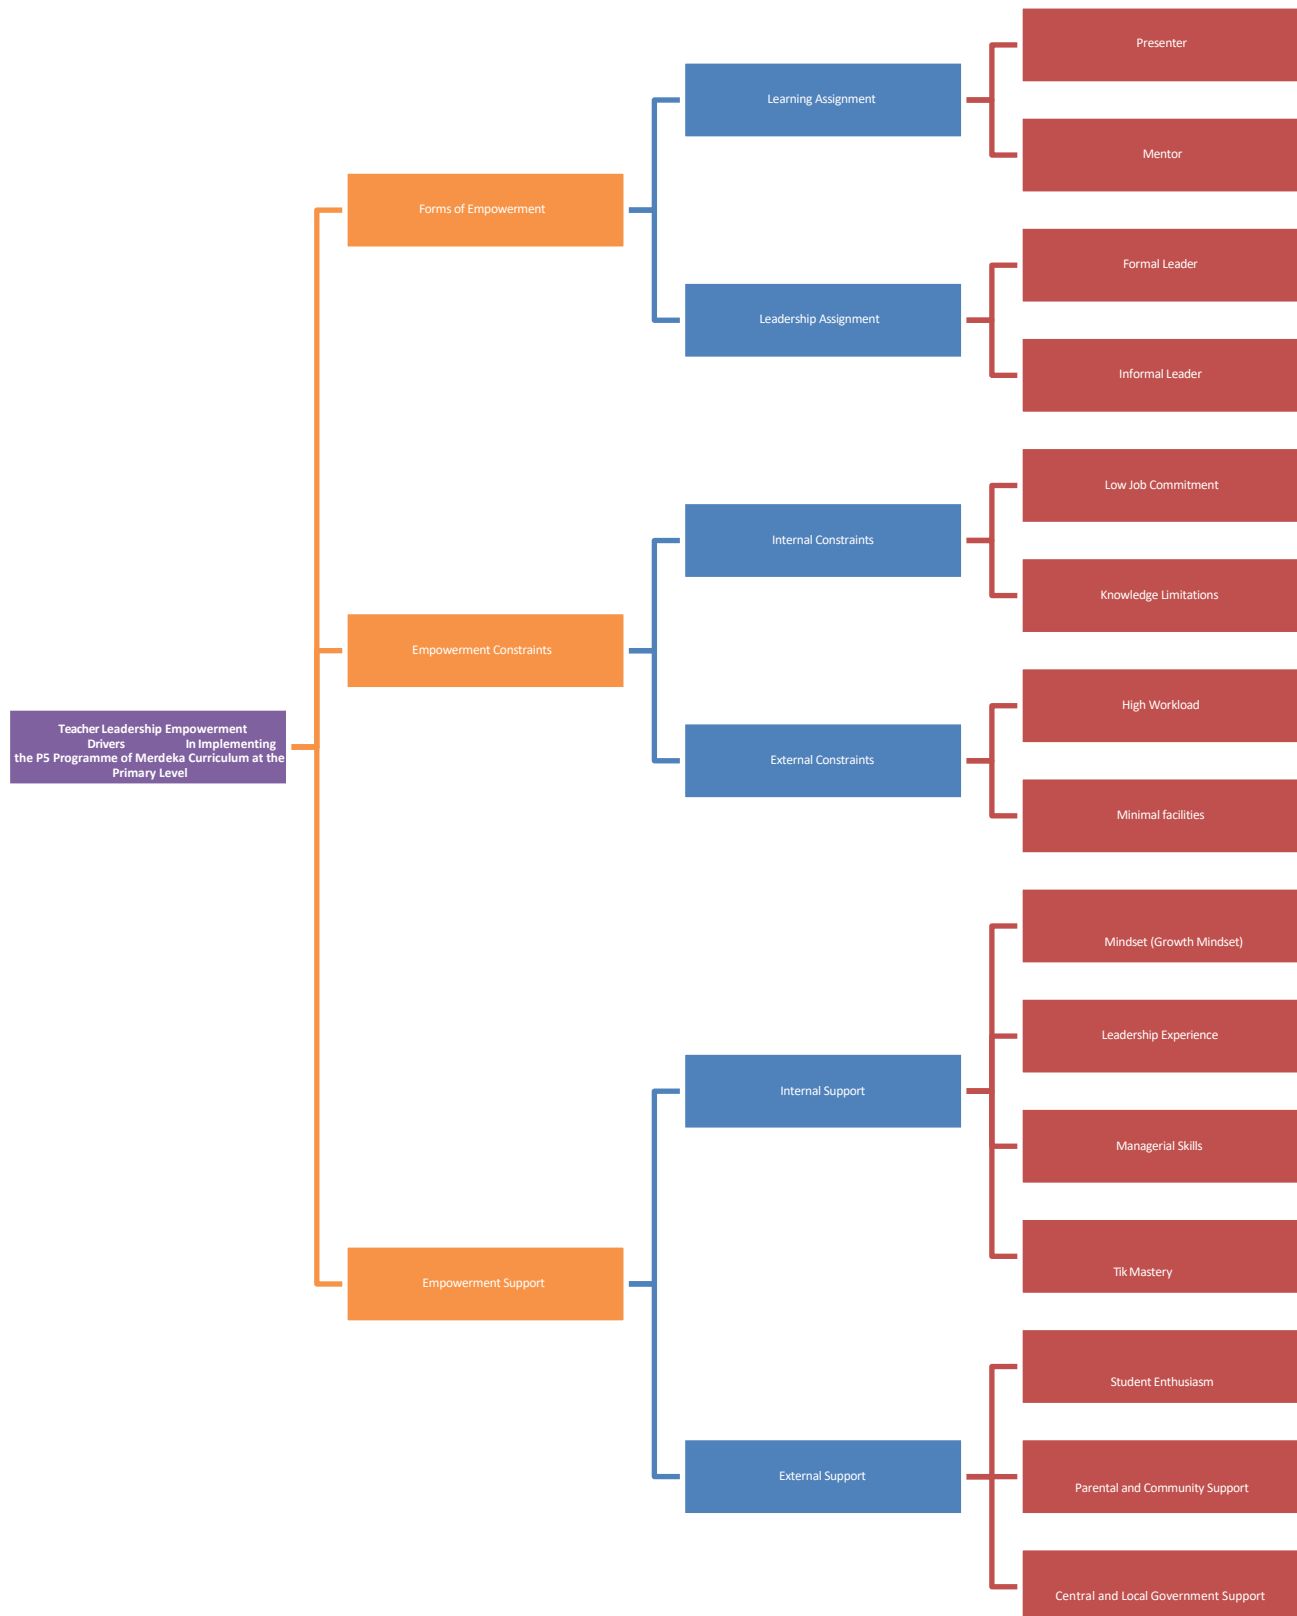 Presenter
Learning Assignment
Mentor
Forms of Empowerment
Formal Leader
Leadership Assignment
Informal Leader
Low Job Commitment
Internal Constraints
Knowledge Limitations
Empowerment Constraints
High Workload
Teacher Leadership Empowerment
Drivers In Implementing
the P5 Programme of Merdeka Curriculum at the
Primary Level
External Constraints
Minimal facilities
Mindset (Growth Mindset)
Leadership Experience
Internal Support
Managerial Skills
Tik Mastery
Empowerment Support
Student Enthusiasm
External Support
Parental and Community Support
Central and Local Government Support